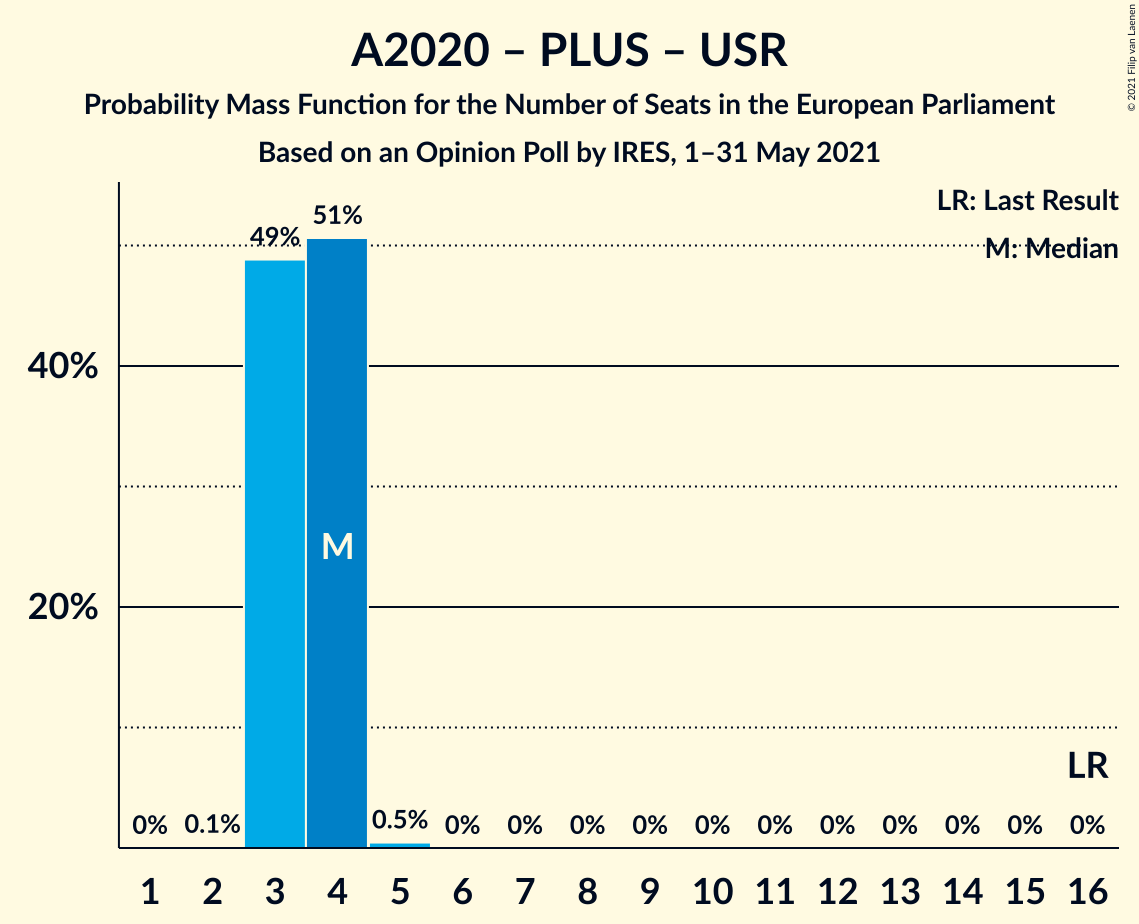 A2020 – PLUS – USR
Probability Mass Function for the Number of Seats in the European Parliament
Based on an Opinion Poll by IRES, 1–31 May 2021
© 2021 Filip van Laenen
LR: Last Result
M: Median
51%
49%
40%
M
20%
LR
0% 0.1% 0.5% 0% 0% 0% 0% 0% 0% 0% 0% 0% 0% 0%
1 2 3 4 5 6 7 8 9 10 11 12 13 14 15 16